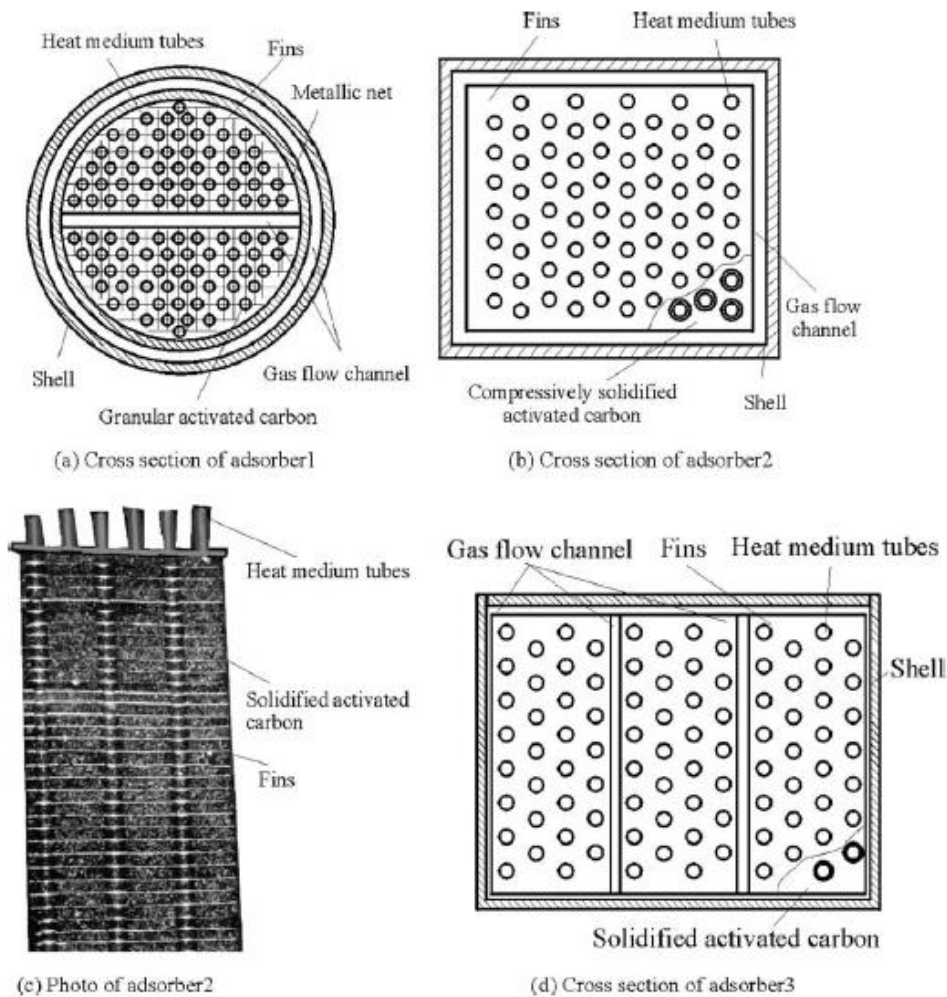 Heat medium tubes
Fins
Metallic net
Shell
Gas flow channel
Granular activated carbon
(a) Cross section of adsorber1
Fins
Heat medium tubes
Gas flow
channel
Compressively solidified
activated carbon
Shell
(b) Cross section of adsorber2
Heat medium tubes
Solidified activated
carbon
Fins
(c) Photo of adsorber2
Gas flow channel
Fins
Heat medium tubes
Shell
Solidified activated carbon
(d) Cross section of adsorber3